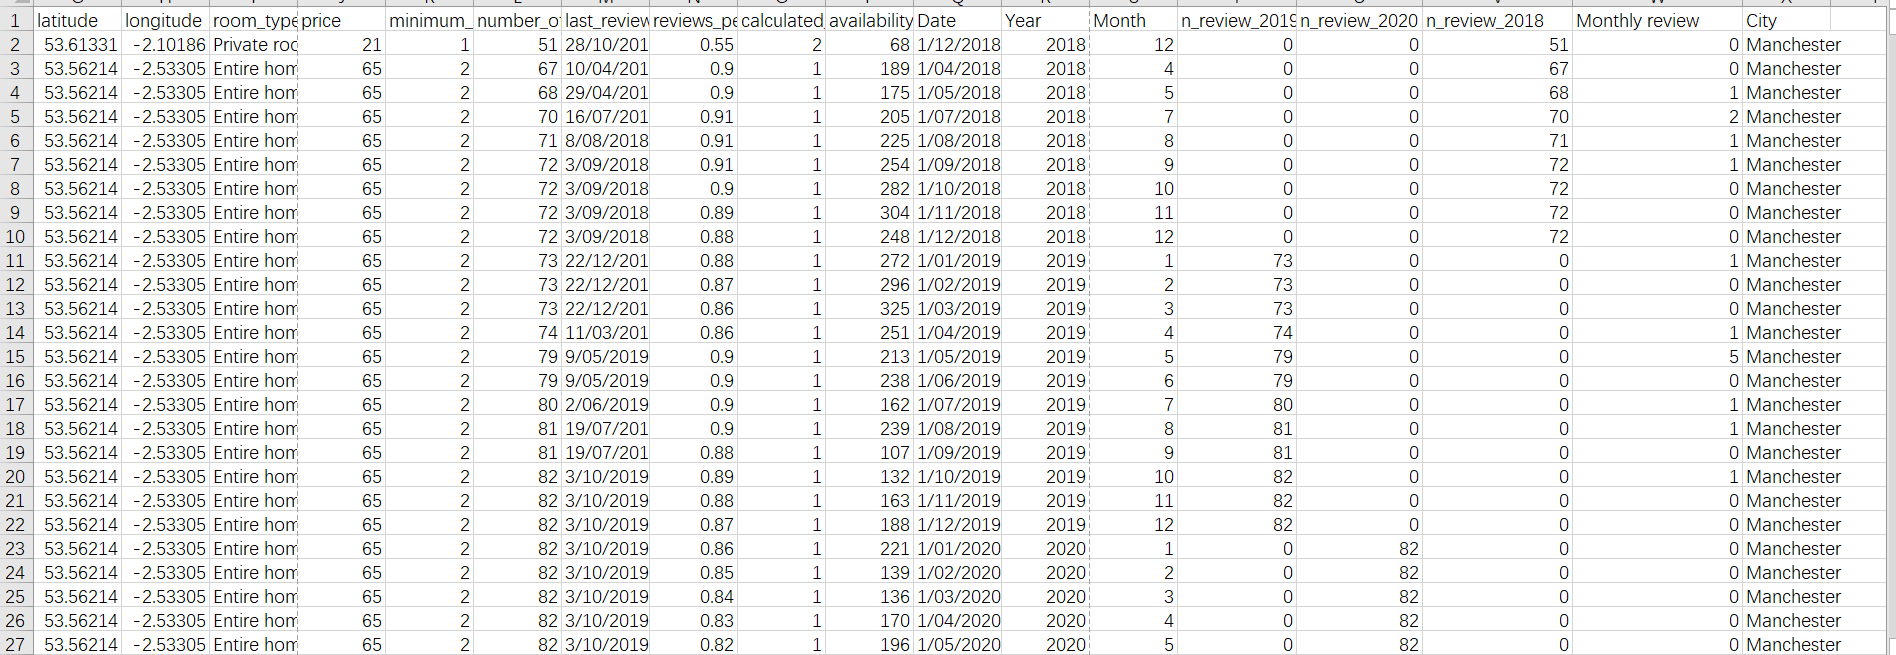 1 latitude longitude room_type price minimum_ number_o last_review reviews_pe calculated_ availability Date Year Month n_review_2019 n_review_2020 n_review_2018 Monthly review City
2 53.61331 -2.10186 Private roo 21 1 51 28/10/201 0.55 2 68 1/12/2018 2018 12 0 0 51 0 Manchester
3 53.56214 -2.53305 Entire hom 65 2 67 10/04/201 0.9 1 189 1/04/2018 2018 4 0 0 67 0 Manchester
4 53.56214 -2.53305 Entire hom 65 2 68 29/04/201 0.9 1 175 1/05/2018 2018 5 0 0 68 1 Manchester
5 53.56214 -2.53305 Entire hom 65 2 70 16/07/201 0.91 1 205 1/07/2018 2018 7 0 0 70 2 Manchester
6 53.56214 -2.53305 Entire hom 65 2 71 8/08/2018 0.91 1 225 1/08/2018 2018 8 0 0 71 1 Manchester
7 53.56214 -2.53305 Entire hom 65 2 72 3/09/2018 0.91 1 254 1/09/2018 2018 9 0 0 72 1 Manchester
8 53.56214 -2.53305 Entire hom 65 2 72 3/09/2018 0.9 1 282 1/10/2018 2018 10 0 0 72 0 Manchester
9 53.56214 -2.53305 Entire hom 65 2 72 3/09/2018 0.89 1 304 1/11/2018 2018 11 0 0 72 0 Manchester
10 53.56214 -2.53305 Entire hom 65 2 72 3/09/2018 0.88 1 248 1/12/2018 2018 12 0 0 72 0 Manchester
11 53.56214 -2.53305 Entire hom 65 2 73 22/12/201 0.88 1 272 1/01/2019 2019 1 73 0 0 1 Manchester
12 53.56214 -2.53305 Entire hom 65 2 73 22/12/201 0.87 1 296 1/02/2019 2019 2 73 0 0 0 Manchester
13 53.56214 -2.53305 Entire hom 65 2 73 22/12/201 0.86 1 325 1/03/2019 2019 3 73 0 0 0 Manchester
14 53.56214 -2.53305 Entire hom 65 2 74 11/03/201 0.86 1 251 1/04/2019 2019 4 74 0 0 1 Manchester
15 53.56214 -2.53305 Entire hom 65 2 79 9/05/2019 0.9 1 213 1/05/2019 2019 5 79 0 0 5 Manchester
16 53.56214 -2.53305 Entire hom 65 2 79 9/05/2019 0.9 1 238 1/06/2019 2019 6 79 0 0 0 Manchester
17 53.56214 -2.53305 Entire hom 65 2 80 2/06/2019 0.9 1 162 1/07/2019 2019 7 80 0 0 1 Manchester
18 53.56214 -2.53305 Entire hom 65 2 81 19/07/201 0.9 1 239 1/08/2019 2019 8 81 0 0 1 Manchester
19 53.56214 -2.53305 Entire hom 65 2 81 19/07/201 0.88 1 107 1/09/2019 2019 9 81 0 0 0 Manchester
20 53.56214 -2.53305 Entire hom 65 2 82 3/10/2019 0.89 1 132 1/10/2019 2019 10 82 0 0 1 Manchester
21 53.56214 -2.53305 Entire hom 65 2 82 3/10/2019 0.88 1 163 1/11/2019 2019 11 82 0 0 0 Manchester
22 53.56214 -2.53305 Entire hom 65 2 82 3/10/2019 0.87 1 188 1/12/2019 2019 12 82 0 0 0 Manchester
23 53.56214 -2.53305 Entire hom 65 2 82 3/10/2019 0.86 1 221 1/01/2020 2020 1 0 82 0 0 Manchester
24 53.56214 -2.53305 Entire hom 65 2 82 3/10/2019 0.85 1 139 1/02/2020 2020 2 0 82 0 0 Manchester
25 53.56214 -2.53305 Entire hom 65 2 82 3/10/2019 0.84 1 136 1/03/2020 2020 3 0 82 0 0 Manchester
26 53.56214 -2.53305 Entire hom 65 2 82 3/10/2019 0.83 1 170 1/04/2020 2020 4 0 82 0 0 Manchester
27 53.56214 -2.53305 Entire hom 65 2 82 3/10/2019 0.82 1 196 1/05/2020 2020 5 0 82 0 0 Manchester